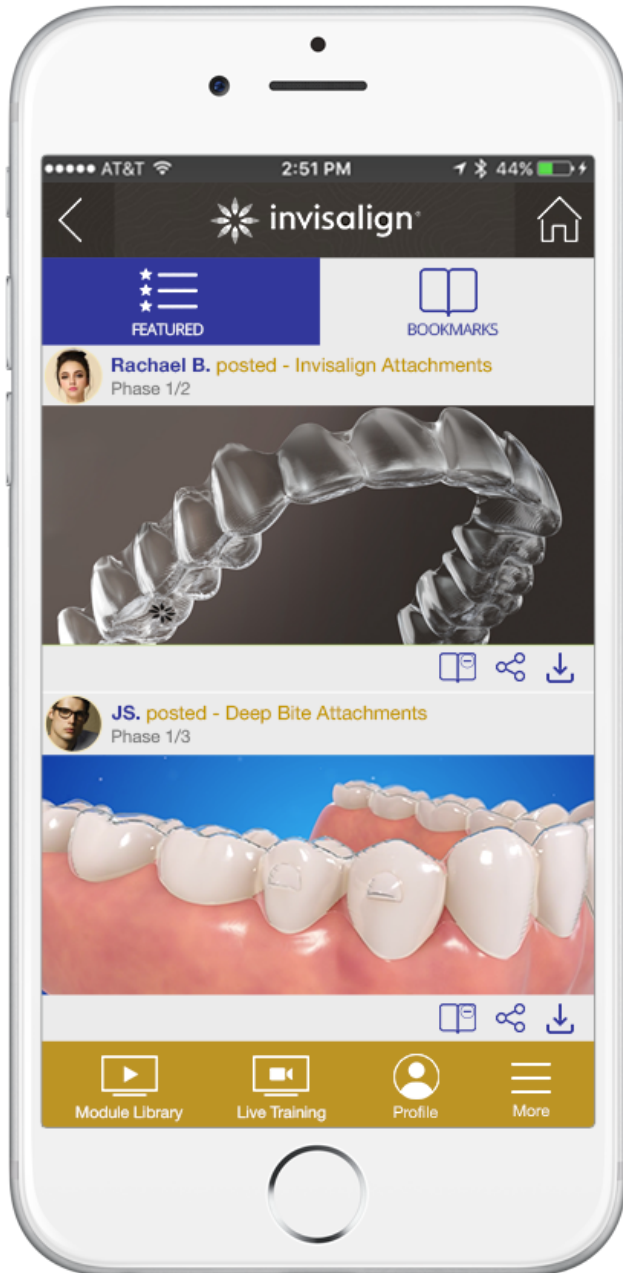 AT&T 2:51 PM 44%
invisalign
FEATURED BOOKMARKS
Rachael B. posted - Invisalign Attachments
Phase 1/2
JS. posted - Deep Bite Attachments
Phase 1/3
Module Library Live Training Profile More